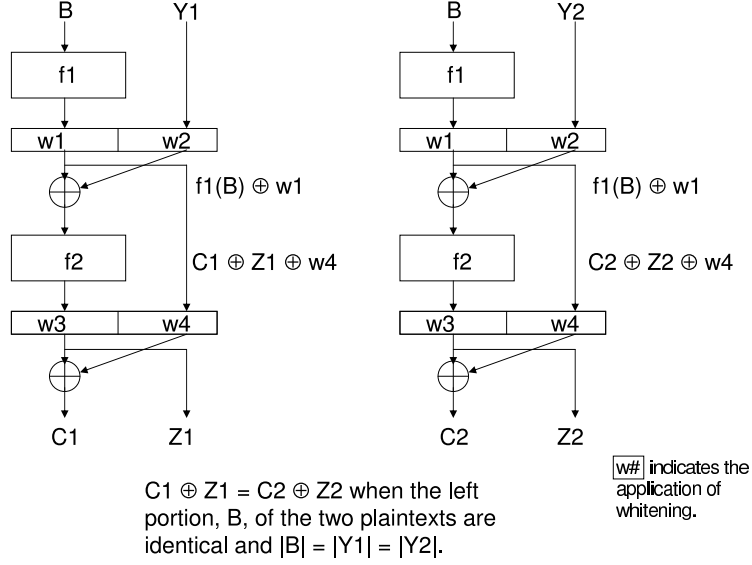 B Y1 B Y2
f1 f1
w1 w2 w1 w2
f1(B) ⊕ w1 f1(B) ⊕ w1
f2 f2
C1 ⊕ Z1 ⊕ w4 C2 ⊕ Z2 ⊕ w4
w3 w4 w3 w4
C1 Z1 C2 Z2
C1 ⊕ Z1 = C2 ⊕ Z2 when the left
portion, B, of the two plaintexts are
identical and |B| = |Y1| = |Y2|.
w# indicates the
application of
whitening.